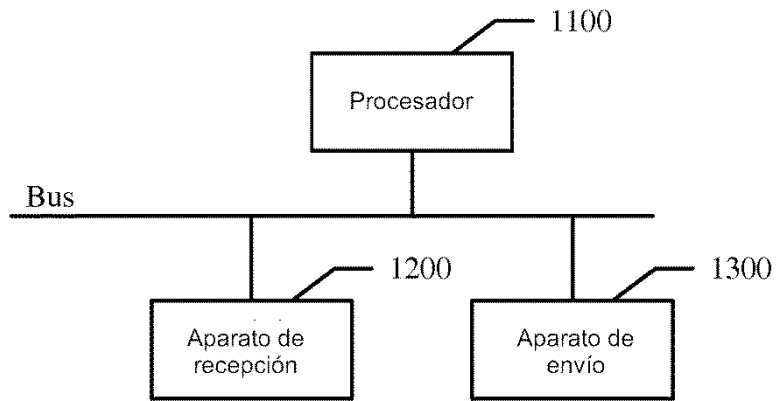 1100
Procesador
Bus
1200
1300
Aparato de
recepción
Aparato de
envío